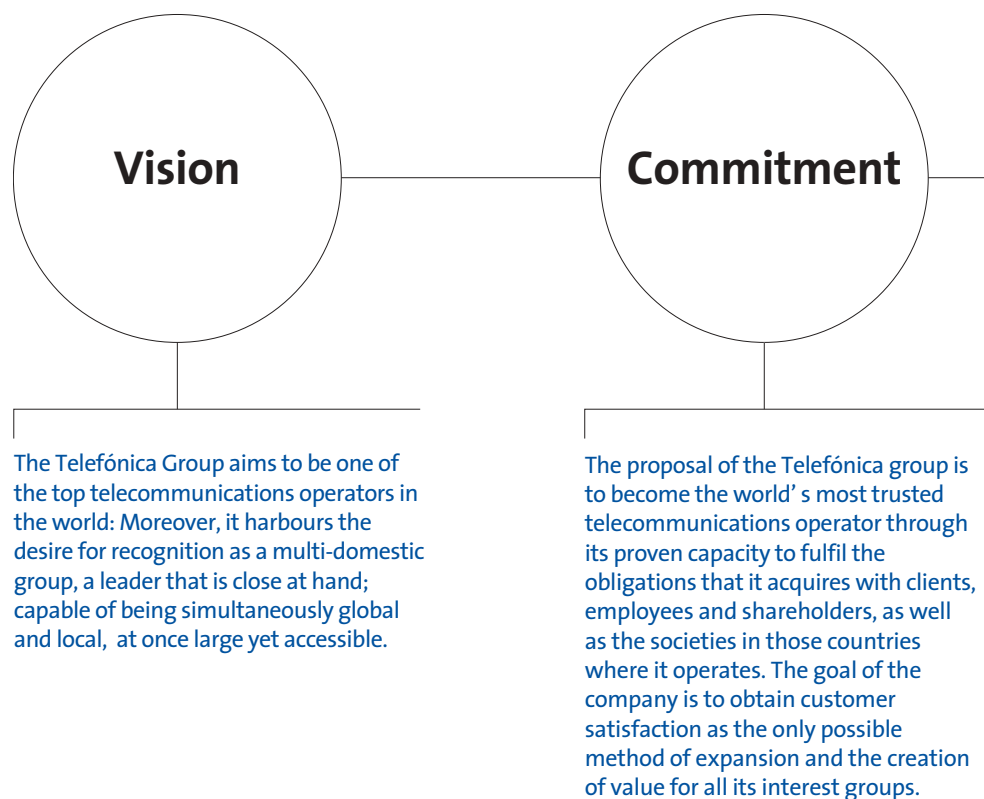 Vision
Commitment
The Telefónica Group aims to be one of
the top telecommunications operators in
the world: Moreover, it harbours the
desire for recognition as a multi-domestic
group, a leader that is close at hand;
capable of being simultaneously global
and local, at once large yet accessible.
The proposal of the Telefónica group is
to become the world’ s most trusted
telecommunications operator through
its proven capacity to fulfil the
obligations that it acquires with clients,
employees and shareholders, as well
as the societies in those countries
where it operates. The goal of the
company is to obtain customer
satisfaction as the only possible
method of expansion and the creation
of value for all its interest groups.